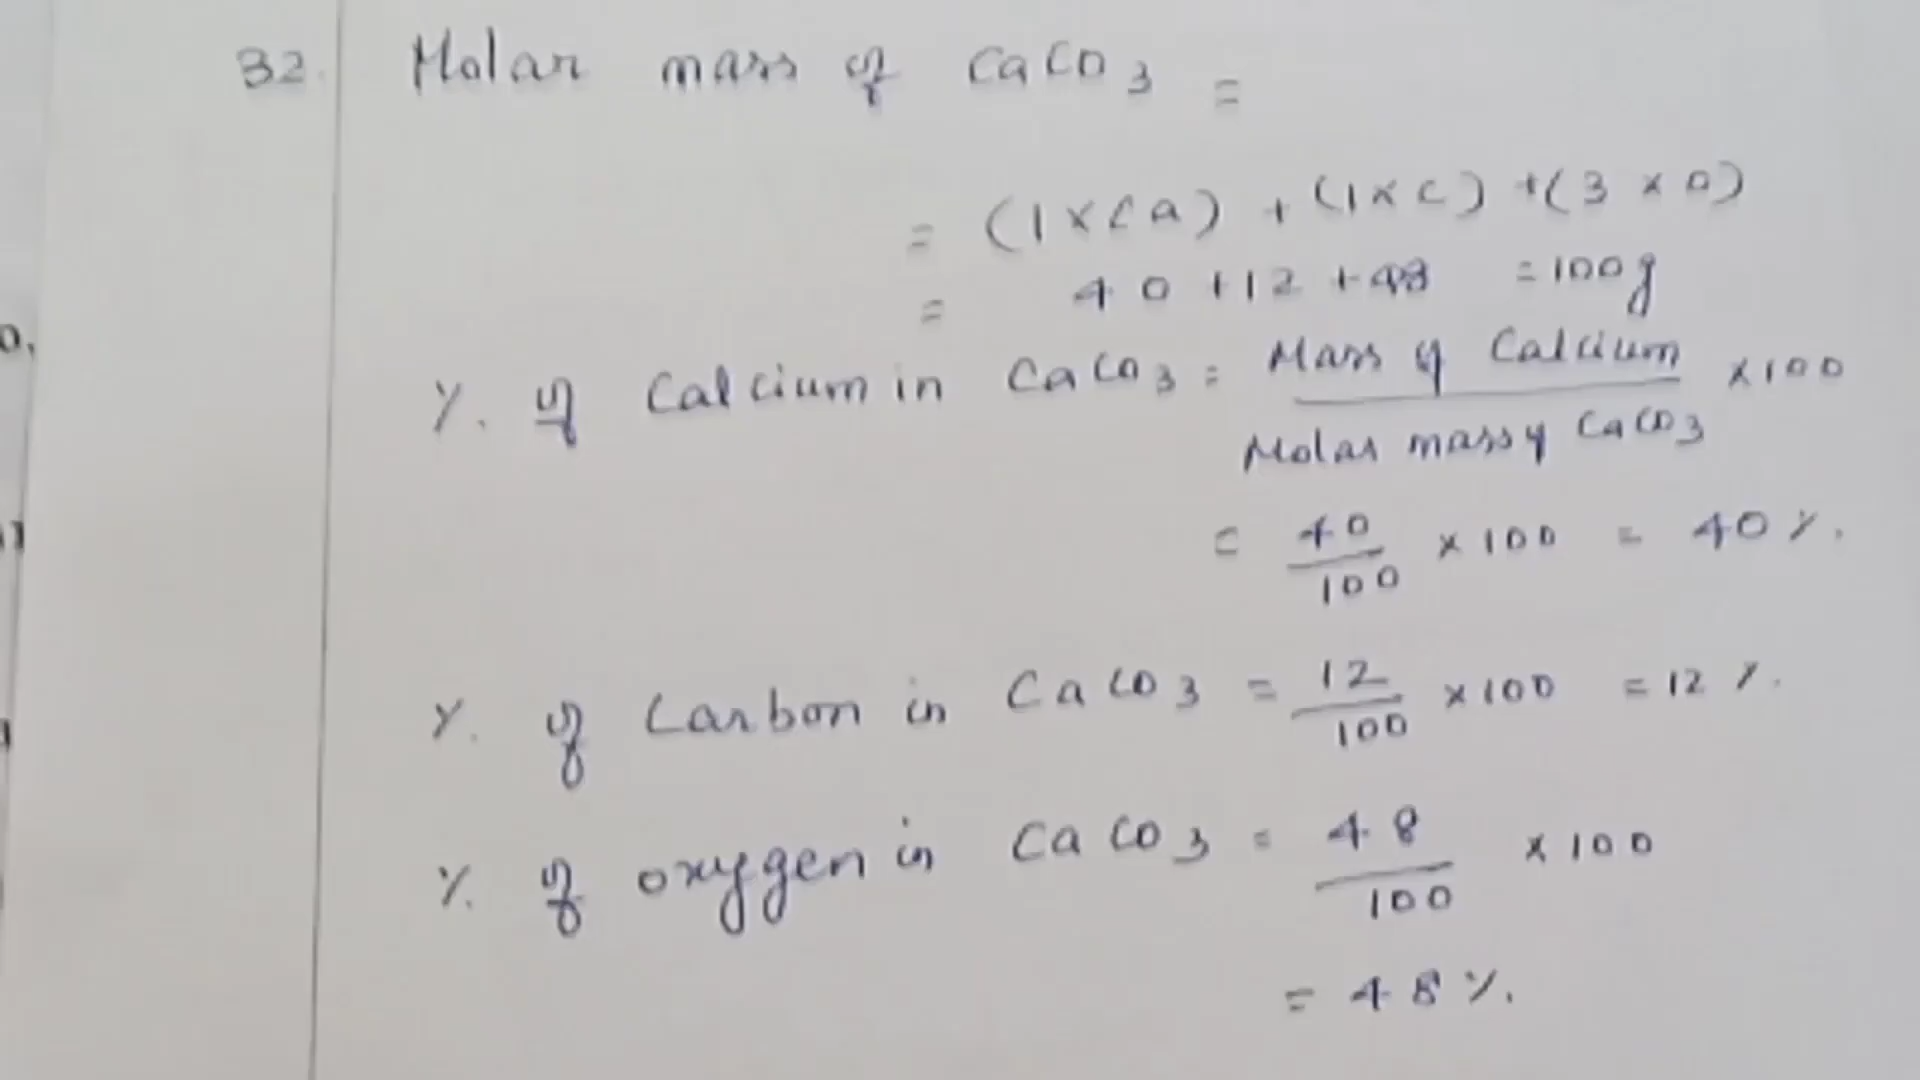 32. Molar mass of CaCO3 =
= (1 x Ca) + (1 x C) + (3 x O)
= 40 + 12 + 48 = 100g
% of Calcium in CaCO3 = Mass of Calcium x 100
Molar mass of CaCO3
= 40/100 x 100 = 40 %.
% of Carbon in CaCO3 = 12/100 x 100 = 12 %.
% of oxygen in CaCO3 = 48/100 x 100
= 48 %.